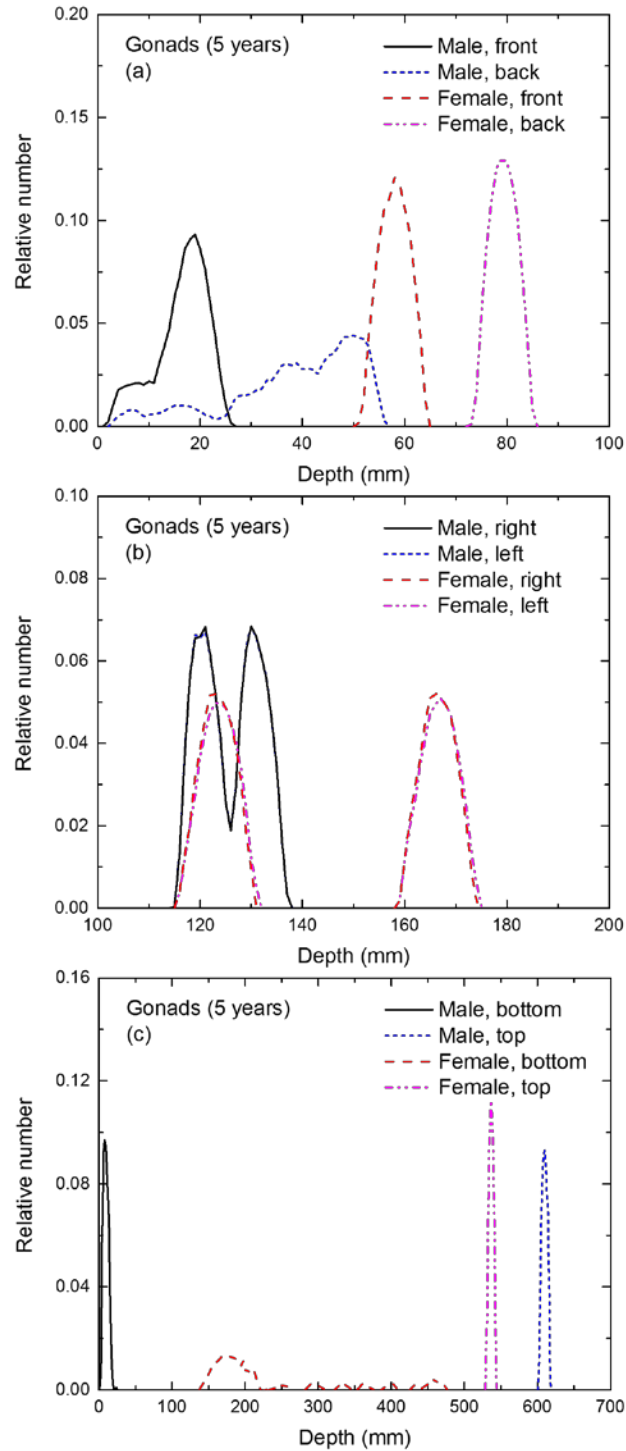 Gonads (5 years)
(a)
Male, front
Male, back
Female, front
Female, back
Relative number
0.20
0.15
0.10
0.05
0.00
0
20
40
60
80
100
Depth (mm)
Gonads (5 years)
(b)
Male, right
Male, left
Female, right
Female, left
Relative number
0.10
0.08
0.06
0.04
0.02
0.00
100
120
140
160
180
200
Depth (mm)
Gonads (5 years)
(c)
Male, bottom
Male, top
Female, bottom
Female, top
Relative number
0.16
0.12
0.08
0.04
0.00
0
100
200
300
400
500
600
700
Depth (mm)